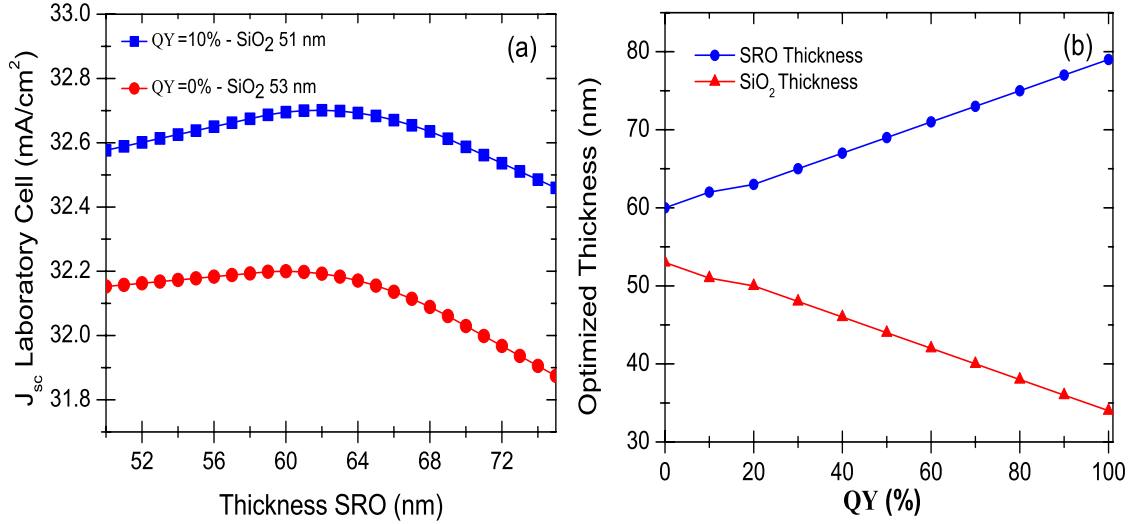 33.0
32.8
32.6
32.4
32.2
32.0
31.8
J_sc Laboratory Cell (mA/cm²)
QY=10% - SiO₂ 51 nm
QY=0% - SiO₂ 53 nm
(a)
52 56 60 64 68 72
Thickness SRO (nm)
80
70
60
50
40
30
Optimized Thickness (nm)
SRO Thickness
SiO₂ Thickness
(b)
0 20 40 60 80 100
QY (%)